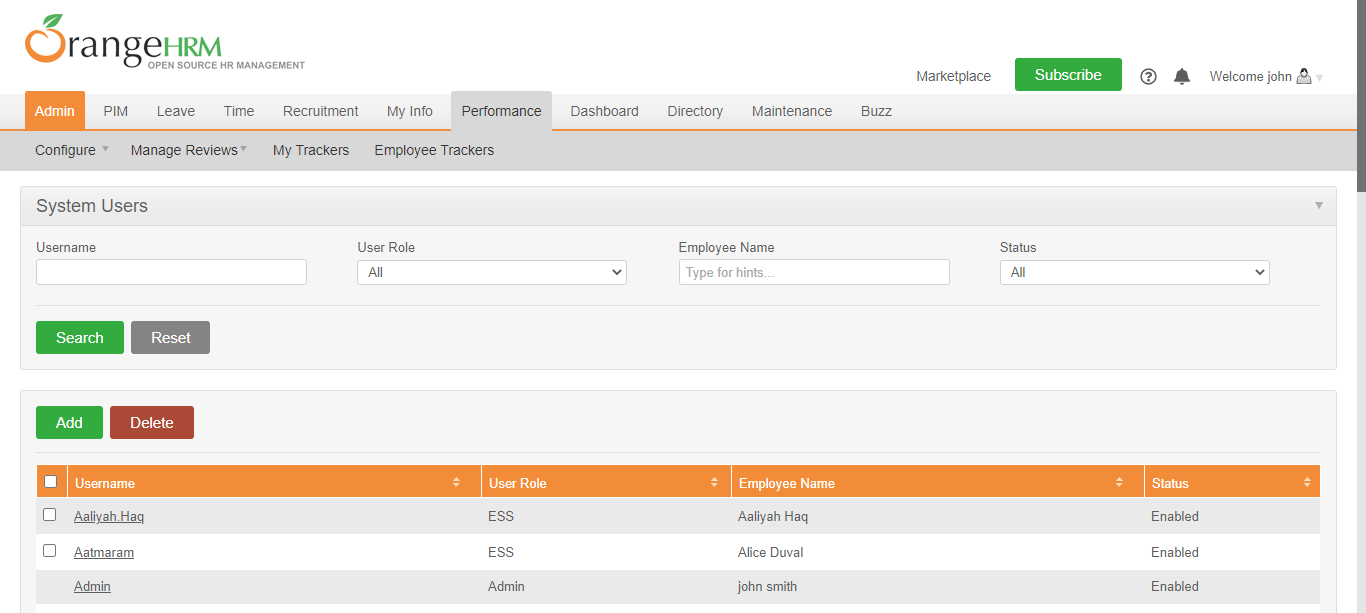 OrangeHRM
OPEN SOURCE HR MANAGEMENT
Marketplace Subscribe Welcome john
Admin PIM Leave Time Recruitment My Info Performance Dashboard Directory Maintenance Buzz
Configure Manage Reviews My Trackers Employee Trackers
System Users
Username User Role Employee Name Status
All Type for hints... All
Search Reset
Add Delete
Username User Role Employee Name Status
Aaliyah.Haq ESS Aaliyah Haq Enabled
Aatmaram ESS Alice Duval Enabled
Admin Admin john smith Enabled